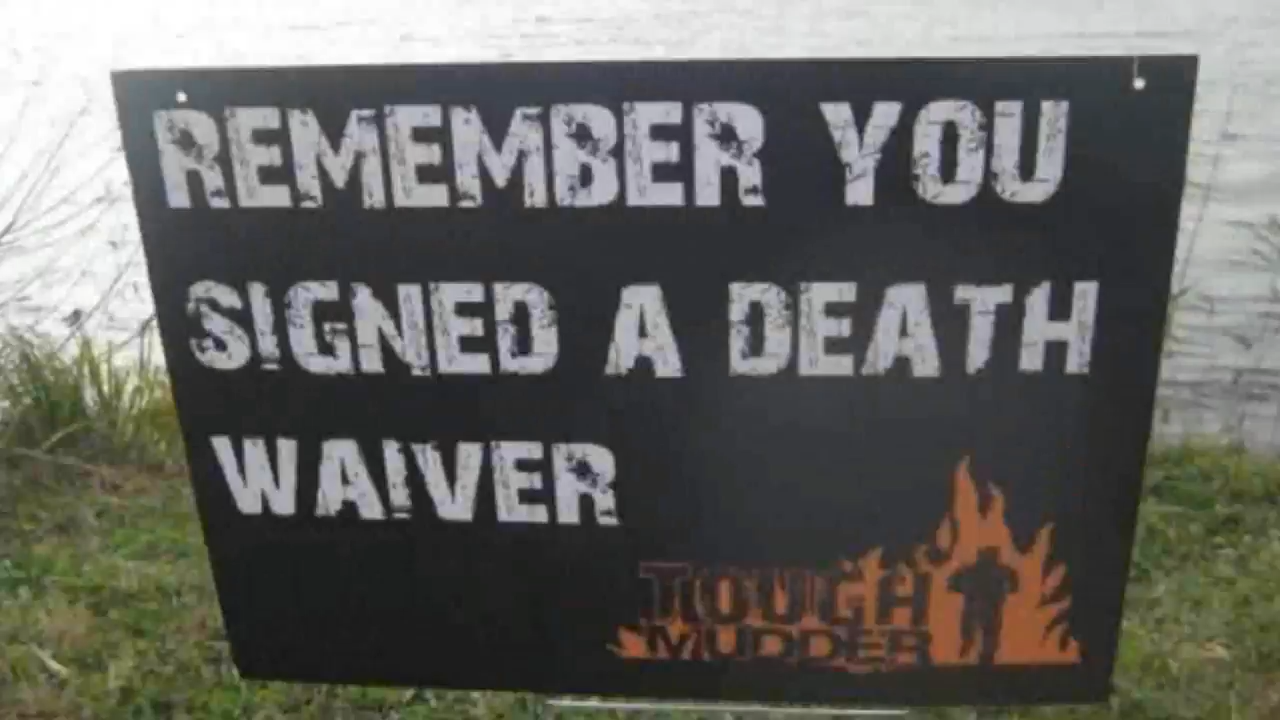 REMEMBER YOU
SIGNED A DEATH
WAIVER
TOUGH
MUDDER